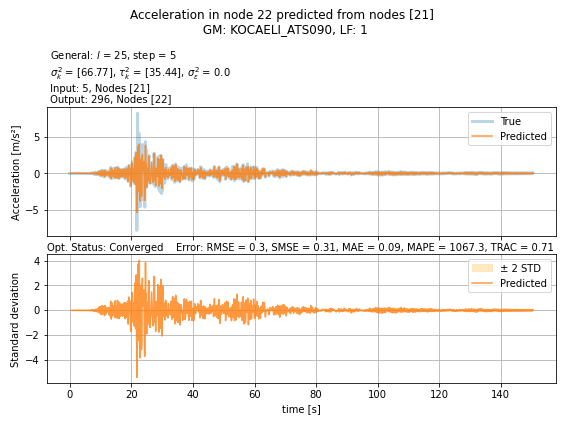 Acceleration in node 22 predicted from nodes [21]
GM: KOCAELI_ATS090, LF: 1
General: l = 25, step = 5
σ²ₖ = [66.77], τ²ₖ = [35.44], σ²_ε = 0.0
Input: 5, Nodes [21]
Output: 296, Nodes [22]
Acceleration [m/s²]
5
0
−5
True
Predicted
Opt. Status: Converged    Error: RMSE = 0.3, SMSE = 0.31, MAE = 0.09, MAPE = 1067.3, TRAC = 0.71
Standard deviation
4
2
0
−2
−4
± 2 STD
Predicted
0 20 40 60 80 100 120 140
time [s]